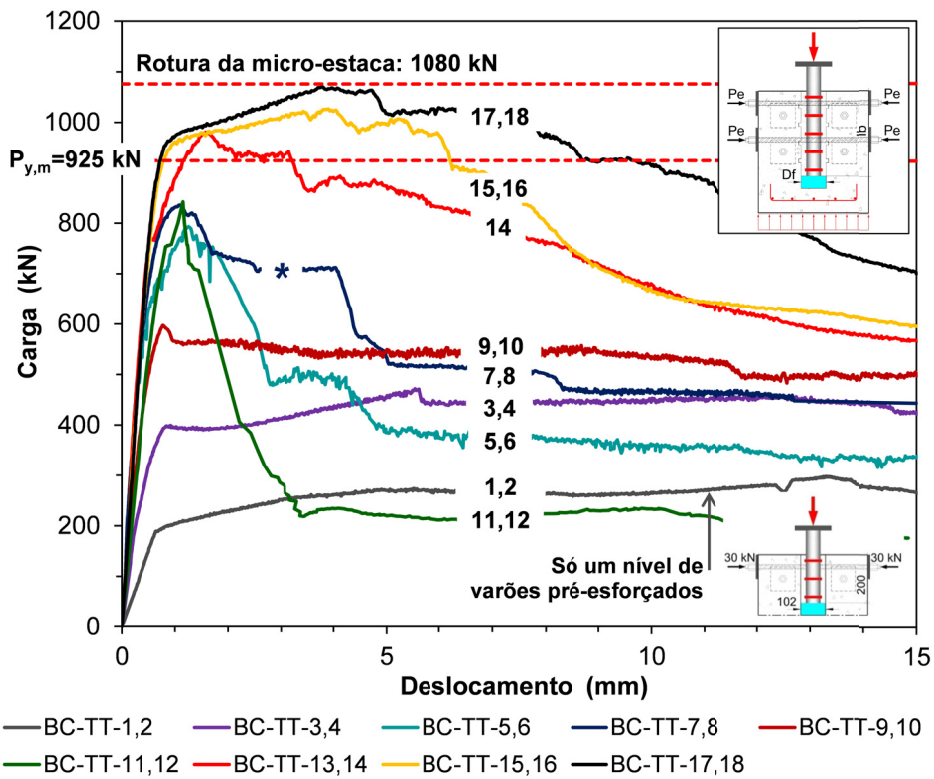 1200
1000
800
600
400
200
0
Carga (kN)
Rotura da micro-estaca: 1080 kN
Py,m=925 kN
Pe
Pe
Pe
Pe
lb
Df
17,18
15,16
14
*
9,10
7,8
3,4
5,6
1,2
11,12
Só um nível de
varões pré-esforçados
30 kN
30 kN
102
200
0
5
10
15
Deslocamento (mm)
BC-TT-1,2
BC-TT-3,4
BC-TT-5,6
BC-TT-7,8
BC-TT-9,10
BC-TT-11,12
BC-TT-13,14
BC-TT-15,16
BC-TT-17,18